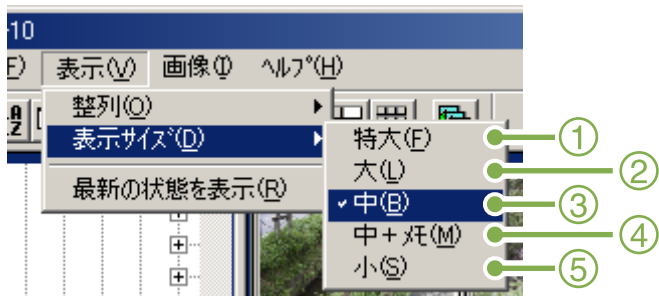 -10
表示(V) 画像(I) ﾍﾙﾌﾟ(H)
整列(O)
表示ｻｲｽﾞ(D)
最新の状態を表示(R)
特大(F) ①
大(L) ②
中(B) ③
中+ﾒﾓ(M) ④
小(S) ⑤